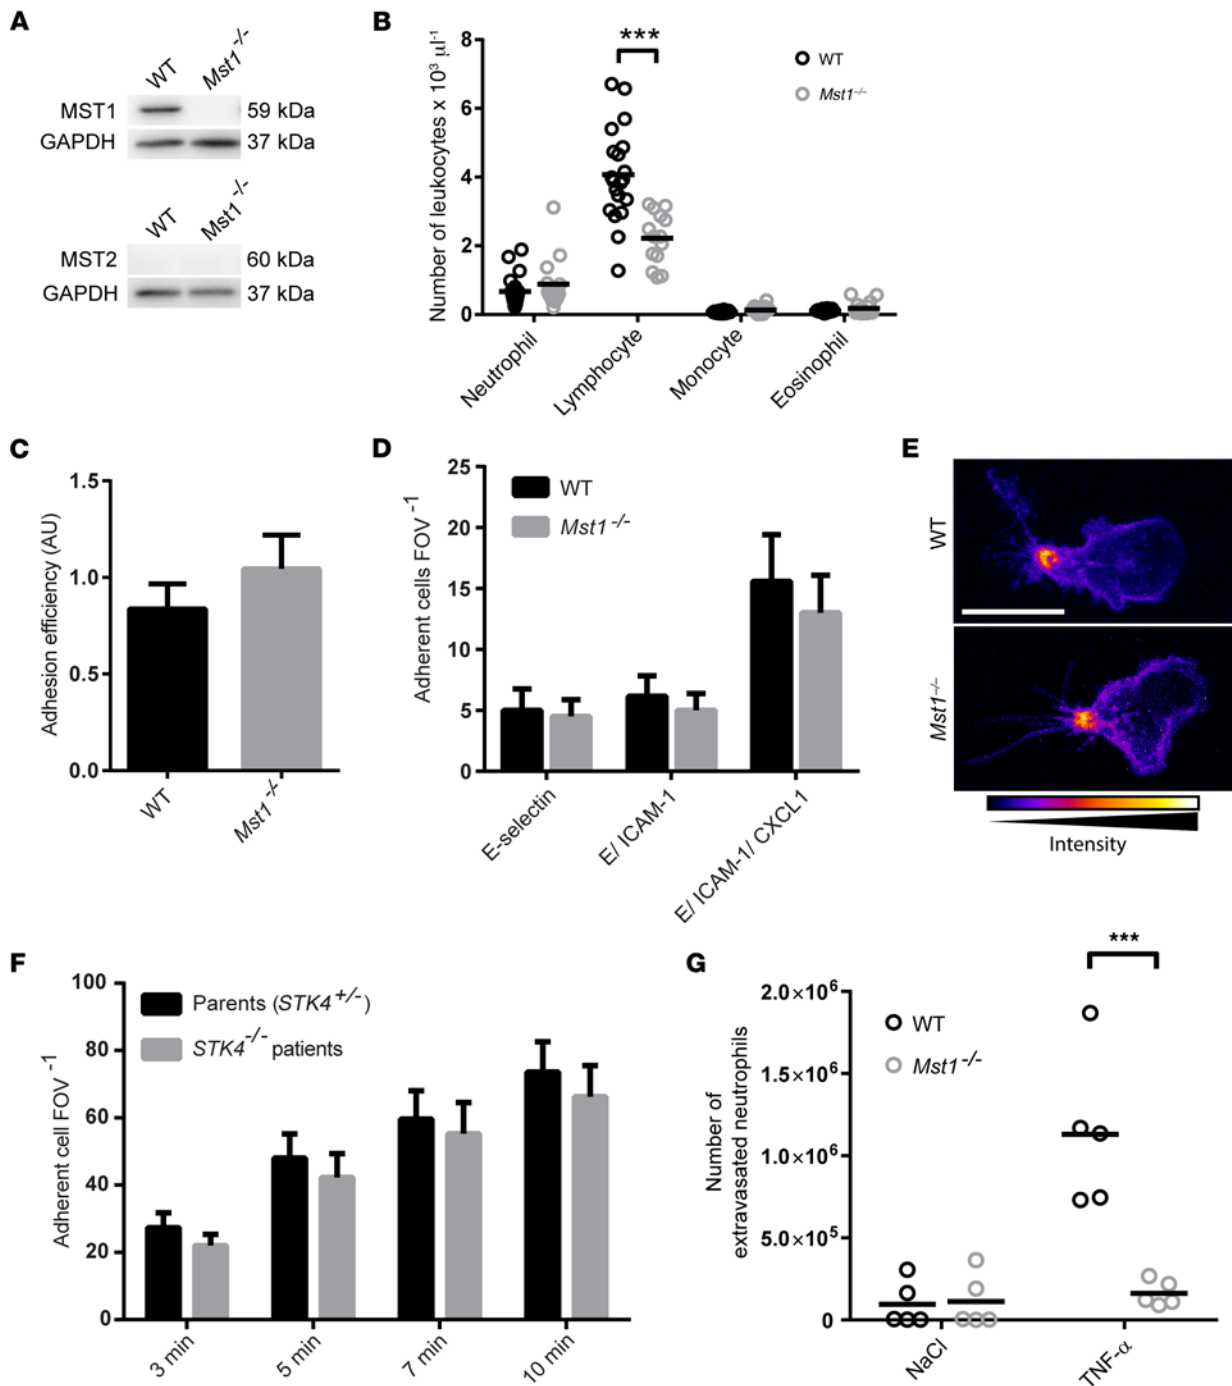 A
WT
Mst1-/-
MST1
59 kDa
GAPDH
37 kDa
WT
Mst1-/-
MST2
60 kDa
GAPDH
37 kDa
B
Number of leukocytes x 10³ μl⁻¹
8
6
4
2
0
***
WT
Mst1–/–
Neutrophil
Lymphocyte
Monocyte
Eosinophil
C
Adhesion efficiency (AU)
1.5
1.0
0.5
0.0
WT
Mst1-/-
D
Adherent cells FOV⁻¹
25
20
15
10
5
0
WT
Mst1-/-
E-selectin
E/ ICAM-1
E/ ICAM-1/ CXCL1
E
WT
Mst1-/-
Intensity
F
Adherent cell FOV⁻¹
100
80
60
40
20
0
Parents (STK4+/-)
STK4-/- patients
3 min
5 min
7 min
10 min
G
Number of
extravasated neutrophils
2.0×10⁶
1.5×10⁶
1.0×10⁶
5.0×10⁵
0
***
WT
Mst1-/-
NaCl
TNF-α